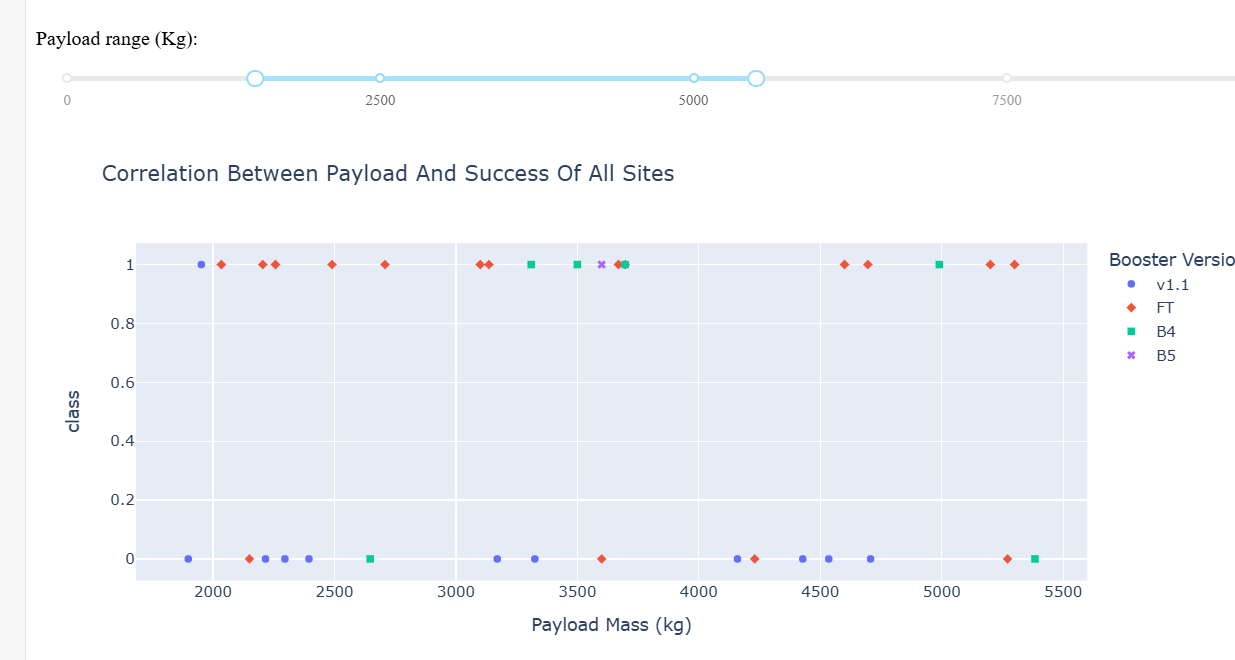 Payload range (Kg):
0 2500 5000 7500
Correlation Between Payload And Success Of All Sites
Booster Versio
v1.1
FT
B4
B5
1
0.8
0.6
0.4
0.2
0
class
2000 2500 3000 3500 4000 4500 5000 5500
Payload Mass (kg)